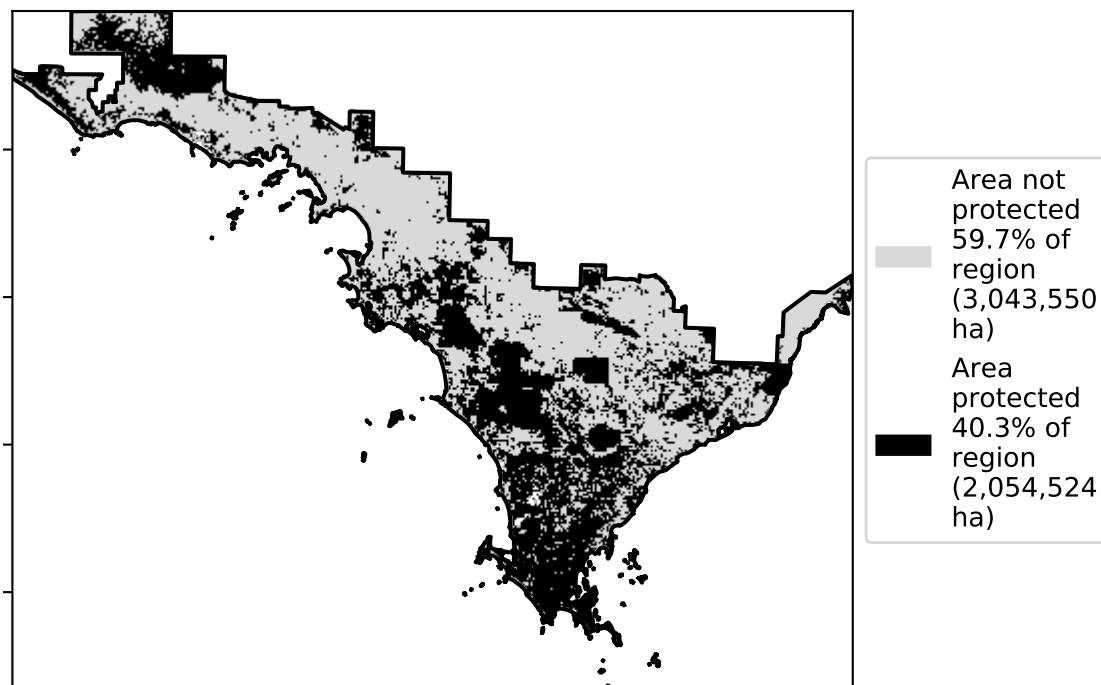 Area not
protected
59.7% of
region
(3,043,550
ha)
Area
protected
40.3% of
region
(2,054,524
ha)